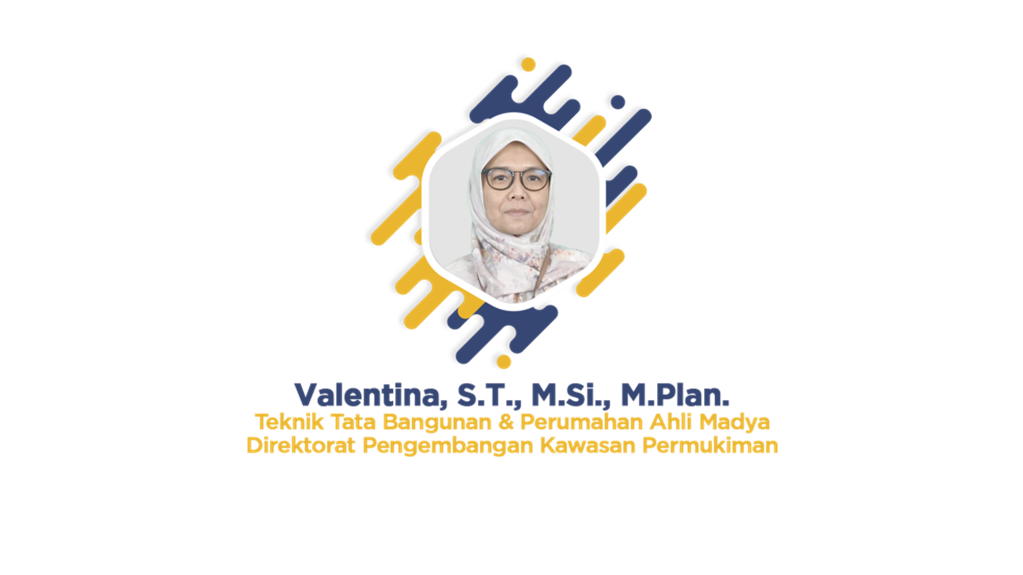 Valentina, S.T., M.Si., M.Plan.
Teknik Tata Bangunan & Perumahan Ahli Madya
Direktorat Pengembangan Kawasan Permukiman